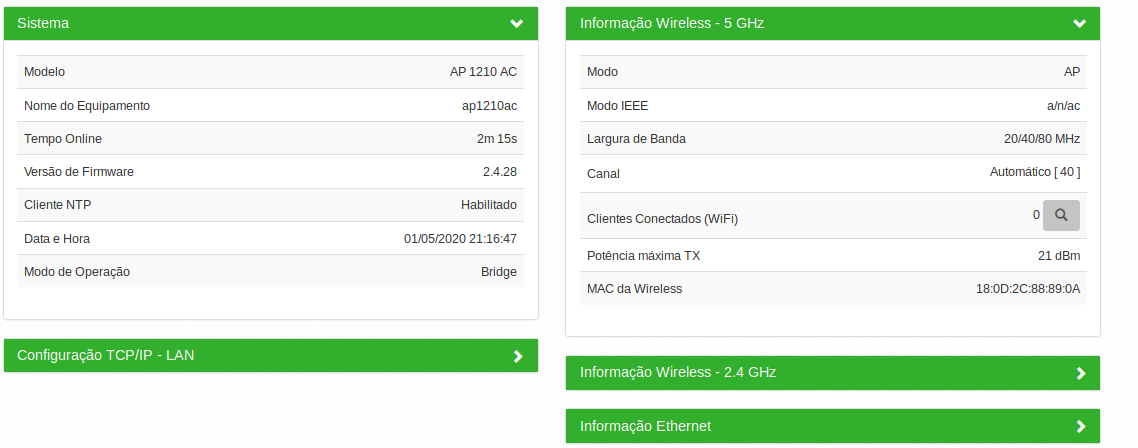 Sistema
Modelo AP 1210 AC
Nome do Equipamento ap1210ac
Tempo Online 2m 15s
Versão de Firmware 2.4.28
Cliente NTP Habilitado
Data e Hora 01/05/2020 21:16:47
Modo de Operação Bridge
Configuração TCP/IP - LAN
Informação Wireless - 5 GHz
Modo AP
Modo IEEE a/n/ac
Largura de Banda 20/40/80 MHz
Canal Automático [ 40 ]
Clientes Conectados (WiFi) 0
Potência máxima TX 21 dBm
MAC da Wireless 18:0D:2C:88:89:0A
Informação Wireless - 2.4 GHz
Informação Ethernet